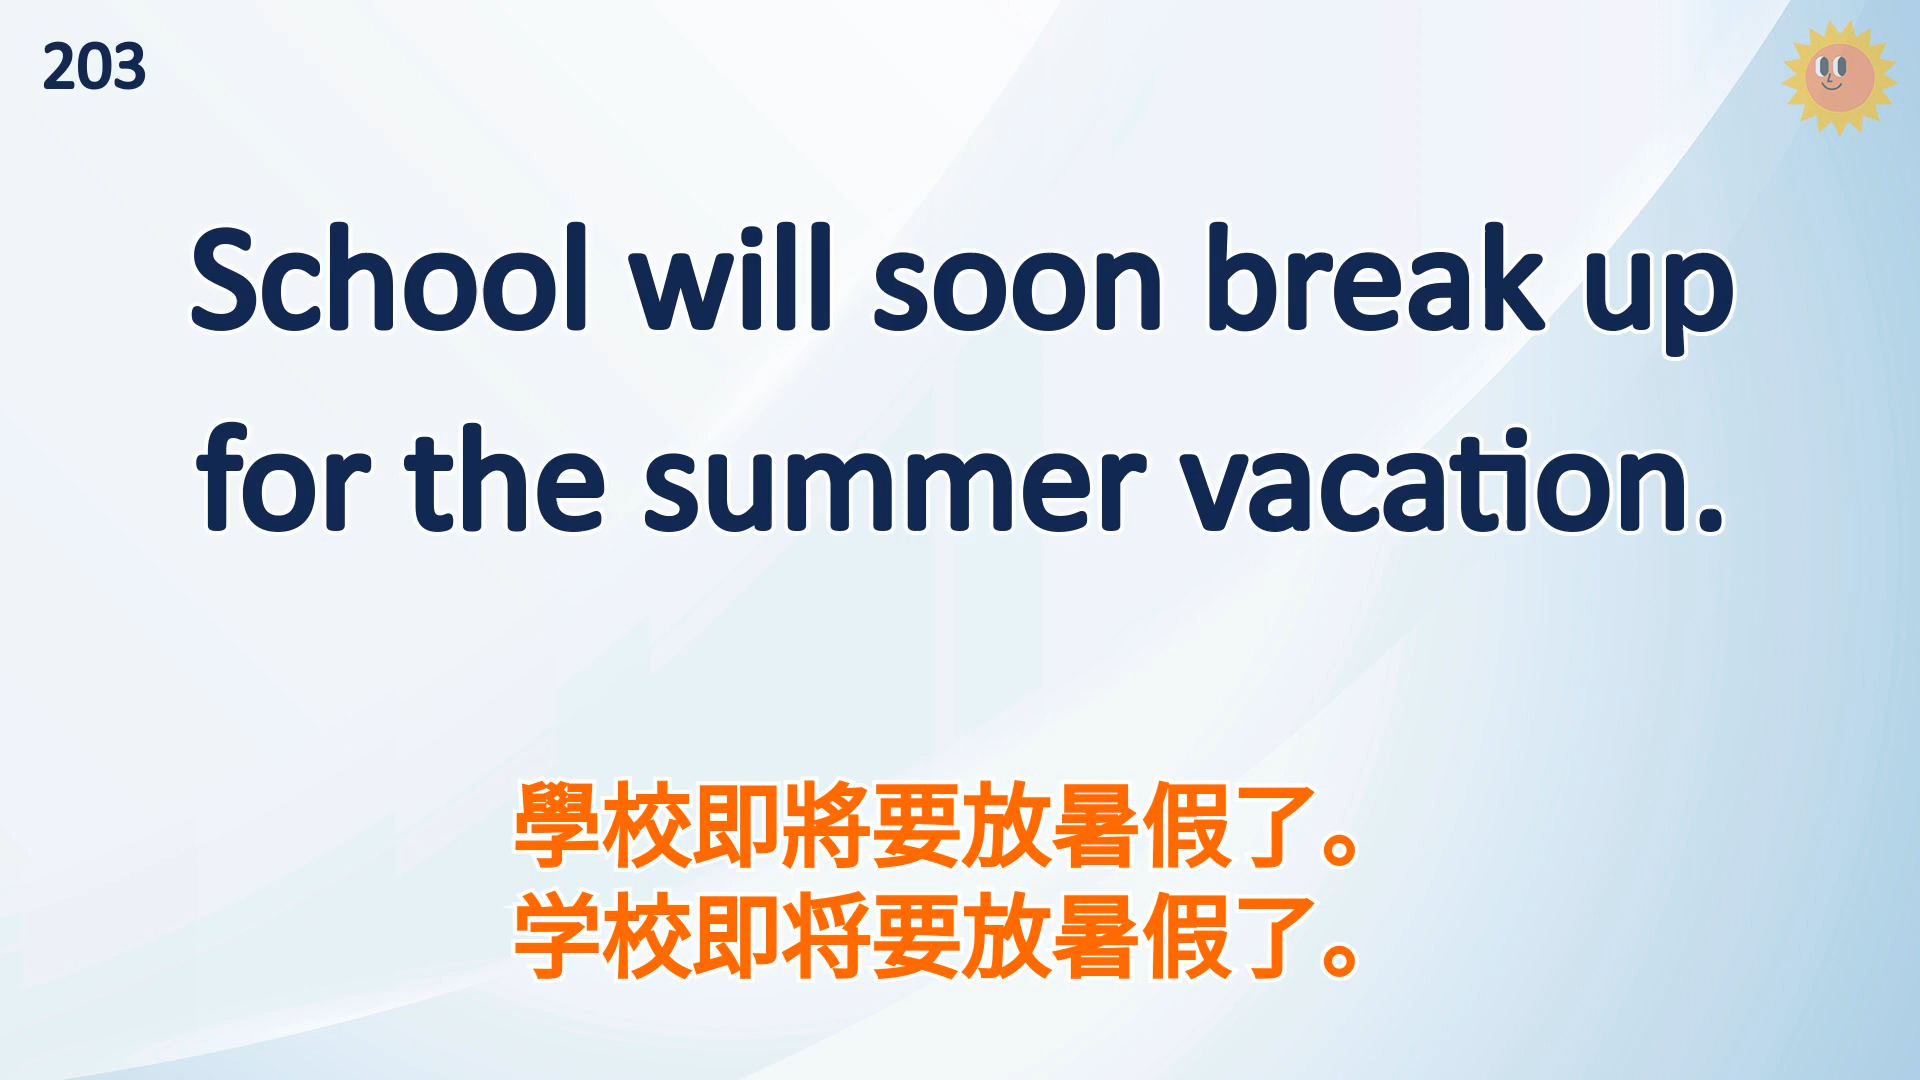 203
School will soon break up
for the summer vacation.
學校即將要放暑假了。
学校即将要放暑假了。